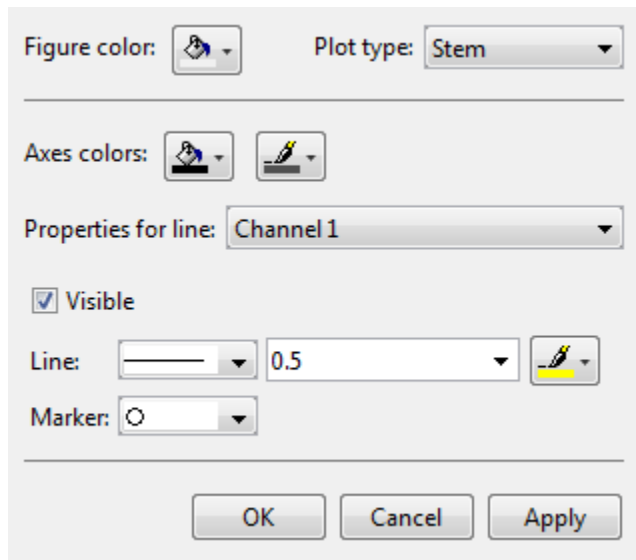 Figure color: Plot type: Stem
Axes colors:
Properties for line: Channel 1
Visible
Line: 0.5
Marker:
OK Cancel Apply